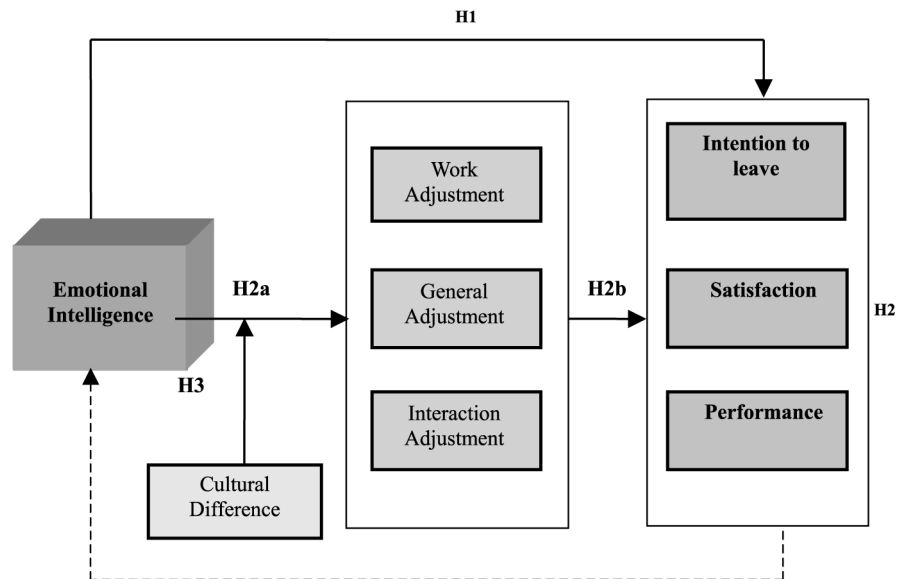 H1
Work
Adjustment
Intention to
leave
Emotional
Intelligence
H2a
General
Adjustment
H2b
Satisfaction
H2
H3
Interaction
Adjustment
Performance
Cultural
Difference